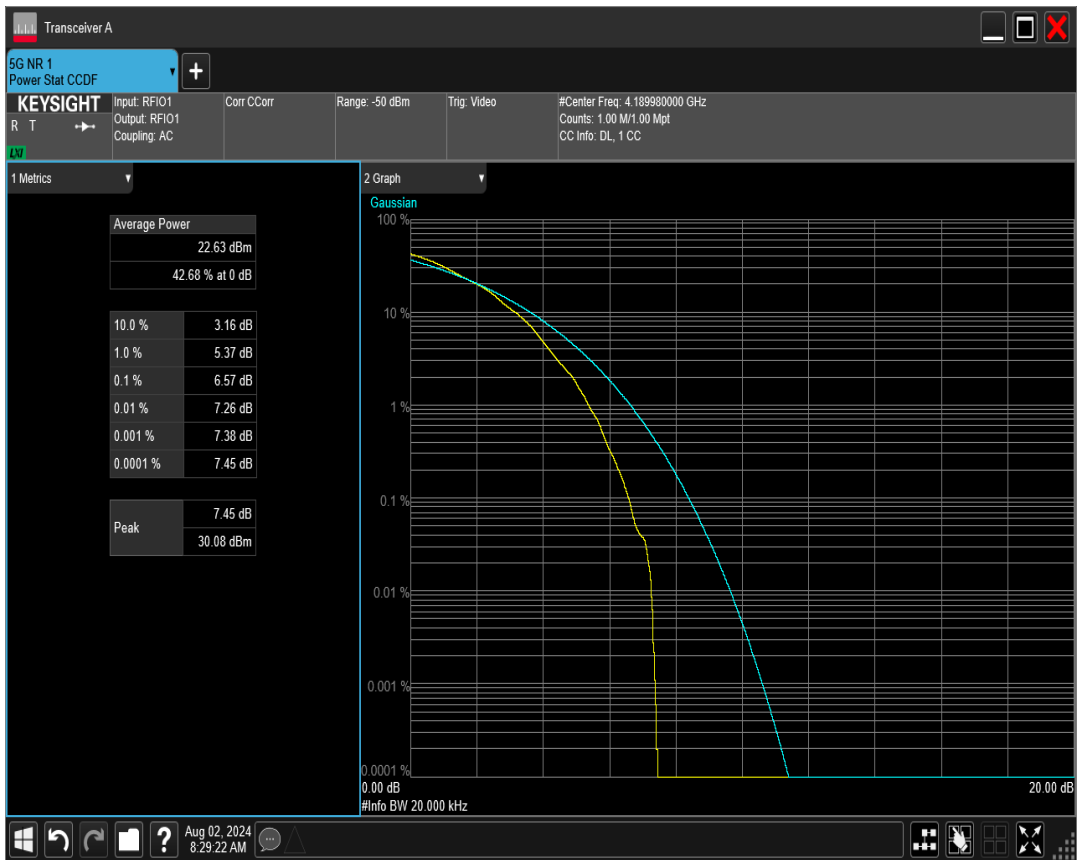 Transceiver A
5G NR 1
Power Stat CCDF
KEYSIGHT
R T
LXI
Input: RFIO1
Output: RFIO1
Coupling: AC
Corr CCorr
Range: -50 dBm
Trig: Video
#Center Freq: 4.189980000 GHz
Counts: 1.00 M/1.00 Mpt
CC Info: DL, 1 CC
1 Metrics
Average Power
22.63 dBm
42.68 % at 0 dB
10.0 % 3.16 dB
1.0 % 5.37 dB
0.1 % 6.57 dB
0.01 % 7.26 dB
0.001 % 7.38 dB
0.0001 % 7.45 dB
Peak
7.45 dB
30.08 dBm
2 Graph
Gaussian
100 %
10 %
1 %
0.1 %
0.01 %
0.001 %
0.0001 %
0.00 dB
20.00 dB
#Info BW 20.000 kHz
?
Aug 02, 2024
8:29:22 AM